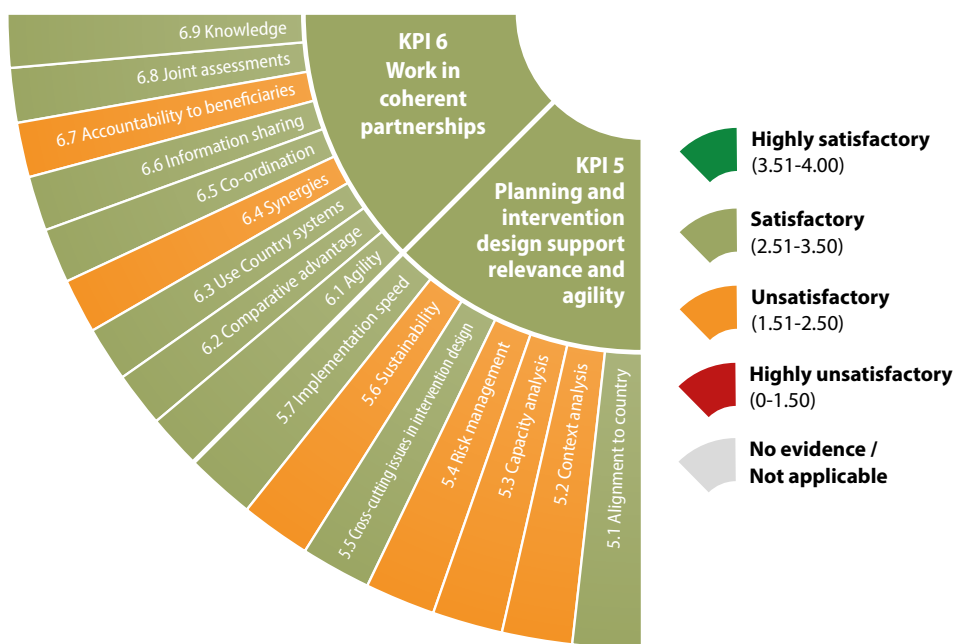 6.9 Knowledge
6.8 Joint assessments
6.7 Accountability to beneficiaries
6.6 Information sharing
6.5 Co-ordination
6.4 Synergies
6.3 Use Country systems
6.2 Comparative advantage
6.1 Agility
KPI 6
Work in
coherent
partnerships
KPI 5
Planning and
intervention
design support
relevance and
agility
5.7 Implementation speed
5.6 Sustainability
5.5 Cross-cutting issues in intervention design
5.4 Risk management
5.3 Capacity analysis
5.2 Context analysis
5.1 Alignment to country
Highly satisfactory
(3.51-4.00)
Satisfactory
(2.51-3.50)
Unsatisfactory
(1.51-2.50)
Highly unsatisfactory
(0-1.50)
No evidence /
Not applicable